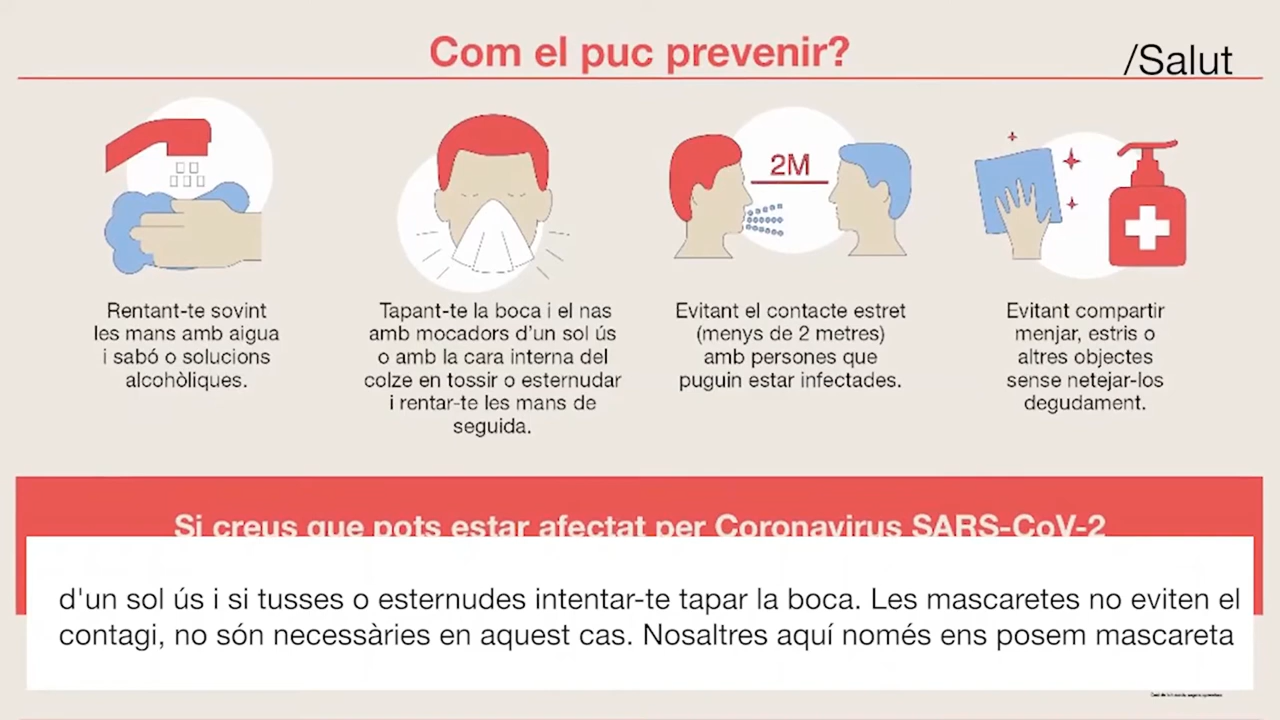 Com el puc prevenir?
/Salut
2M
Rentant-te sovint
les mans amb aigua
i sabó o solucions
alcohòliques.
Tapant-te la boca i el nas
amb mocadors d'un sol ús
o amb la cara interna del
colze en tossir o esternudar
i rentar-te les mans de
seguida.
Evitant el contacte estret
(menys de 2 metres)
amb persones que
puguin estar infectades.
Evitant compartir
menjar, estris o
altres objectes
sense netejar-los
degudament.
Si creus que pots estar afectat per Coronavirus SARS-CoV-2
d'un sol ús i si tusses o esternudes intentar-te tapar la boca. Les mascaretes no eviten el
contagi, no són necessàries en aquest cas. Nosaltres aquí només ens posem mascareta